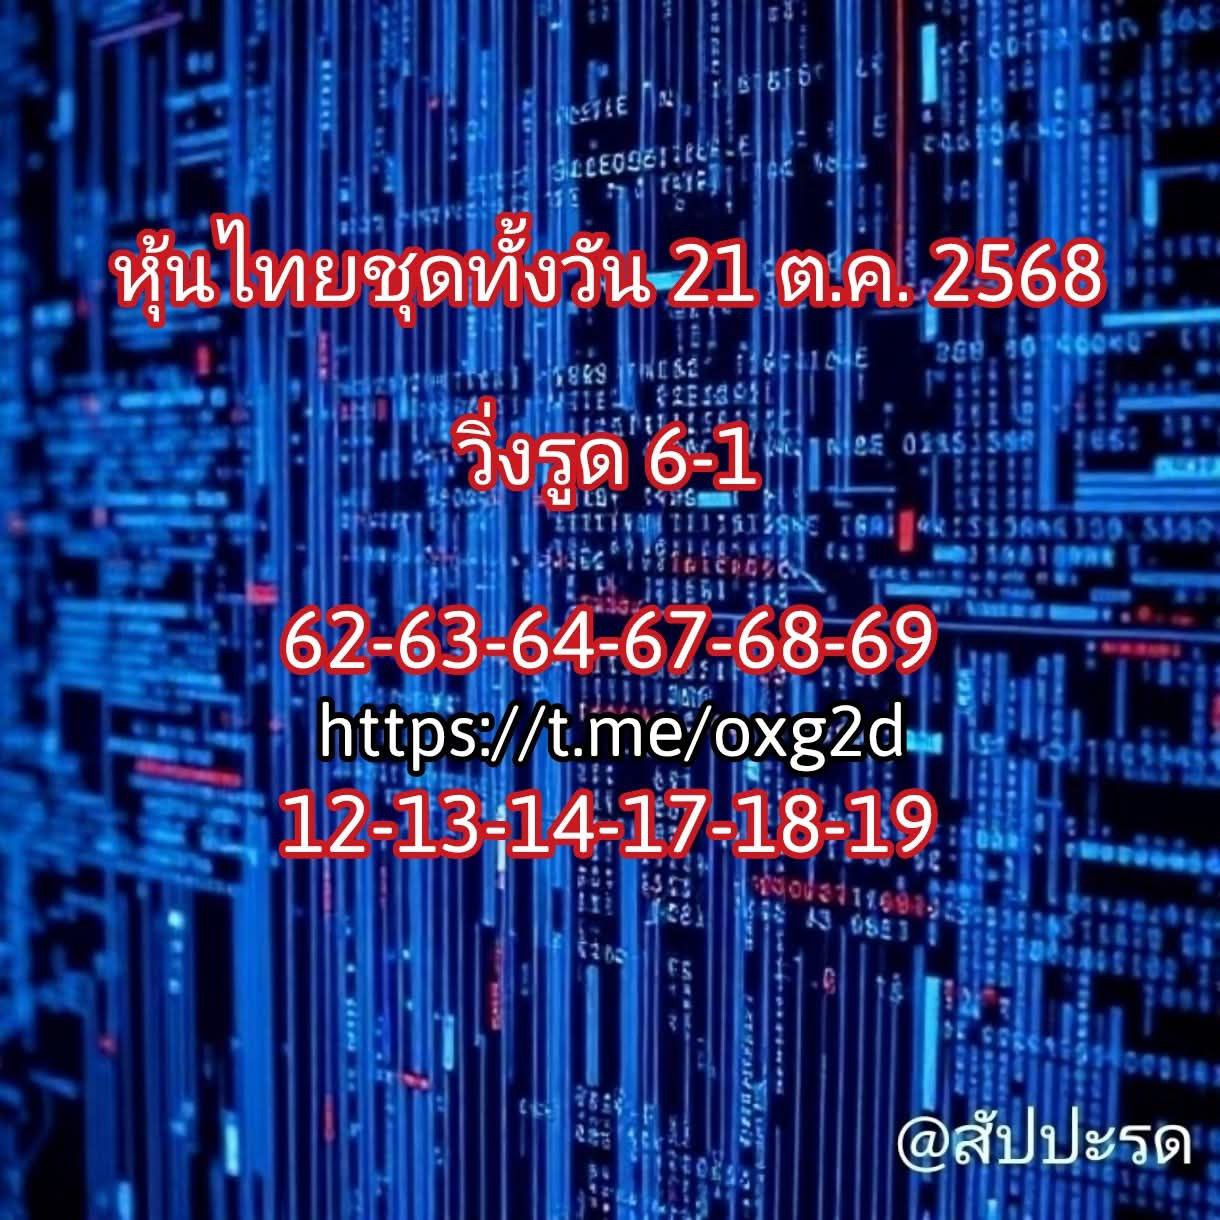 หุ้นไทยชุดทั้งวัน 21 ต.ค. 2568
วิ่งรูด 6-1
62-63-64-67-68-69
https://t.me/oxg2d
12-13-14-17-18-19
@สัปปะรด